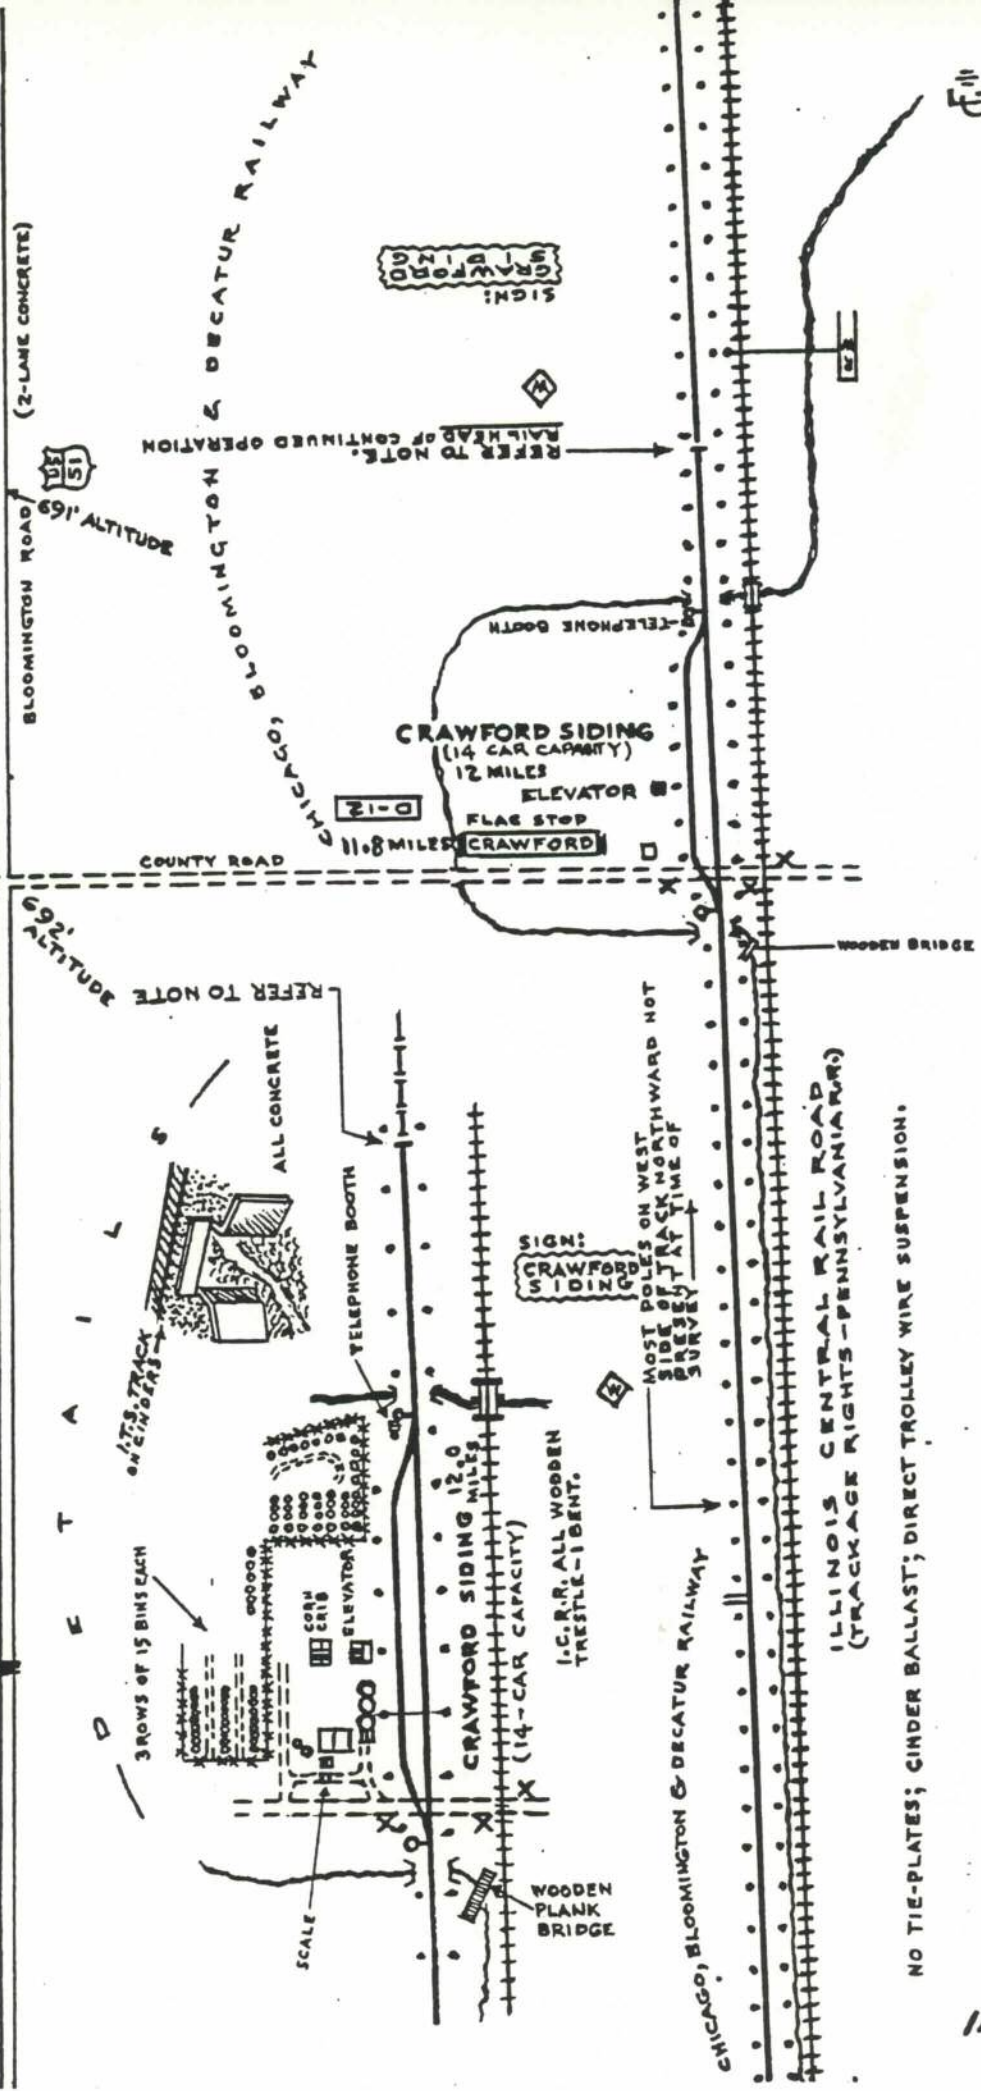 BLOOMINGTON ROAD (2-LANE CONCRETE)
US
51
691' ALTITUDE
692'
ALTITUDE
COUNTY ROAD
CHICAGO, BLOOMINGTON & DECATUR RAILWAY
SIGN:
CRAWFORD
SIDING
REFER TO NOTE.
RAIL HEAD OF CONTINUED OPERATION
W
TELEPHONE BOOTH
CRAWFORD SIDING
(14 CAR CAPACITY)
12 MILES
ELEVATOR
FLAG STOP
CRAWFORD
11.8 MILES
D-12
WOODEN BRIDGE
DETAILS
3 ROWS OF 15 BINS EACH
I.T.S. TRACK
ON CINDERS
ALL CONCRETE
REFER TO NOTE
TELEPHONE BOOTH
CORN
CRIB
ELEVATOR
SCALE
CRAWFORD SIDING 12.0
MILES
(14-CAR CAPACITY)
I.C.R.R. ALL WOODEN
TRESTLE-1 BENT.
WOODEN
PLANK
BRIDGE
SIGN:
CRAWFORD
SIDING
MOST POLES ON WEST
SIDE OF TRACK NORTHWARD NOT
PRESENT AT TIME OF
SURVEY
CHICAGO, BLOOMINGTON & DECATUR RAILWAY
ILLINOIS CENTRAL RAIL ROAD
(TRACKAGE RIGHTS-PENNSYLVANIA R.R.)
NO TIE-PLATES; CINDER BALLAST; DIRECT TROLLEY WIRE SUSPENSION.